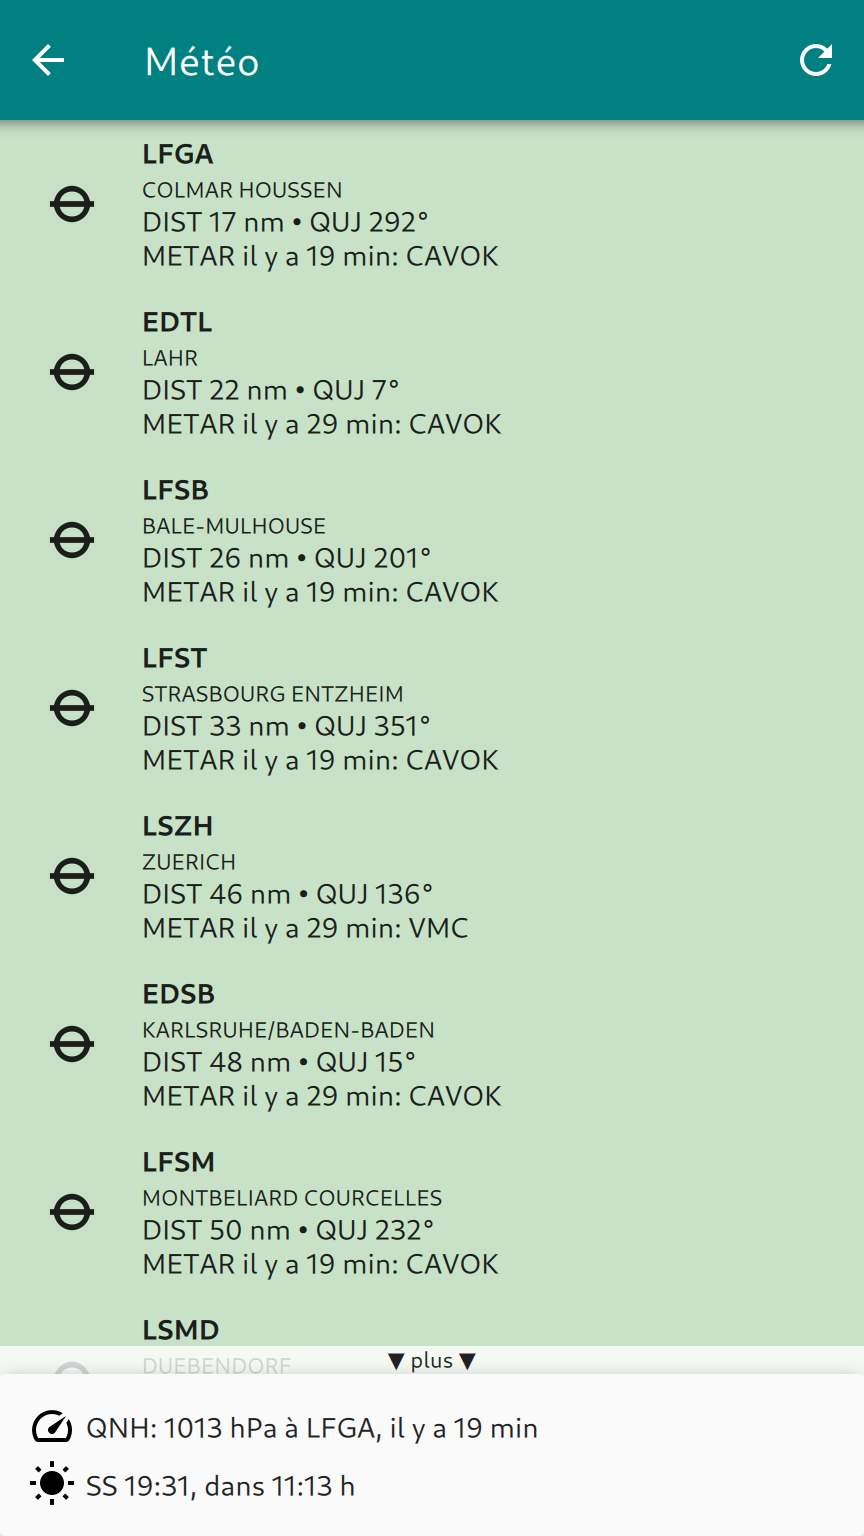 Météo
LFGA
COLMAR HOUSSEN
DIST 17 nm • QUJ 292°
METAR il y a 19 min: CAVOK
EDTL
LAHR
DIST 22 nm • QUJ 7°
METAR il y a 29 min: CAVOK
LFSB
BALE-MULHOUSE
DIST 26 nm • QUJ 201°
METAR il y a 19 min: CAVOK
LFST
STRASBOURG ENTZHEIM
DIST 33 nm • QUJ 351°
METAR il y a 19 min: CAVOK
LSZH
ZUERICH
DIST 46 nm • QUJ 136°
METAR il y a 29 min: VMC
EDSB
KARLSRUHE/BADEN-BADEN
DIST 48 nm • QUJ 15°
METAR il y a 29 min: CAVOK
LFSM
MONTBELIARD COURCELLES
DIST 50 nm • QUJ 232°
METAR il y a 19 min: CAVOK
LSMD
DUEBENDORF
▼ plus ▼
QNH: 1013 hPa à LFGA, il y a 19 min
SS 19:31, dans 11:13 h